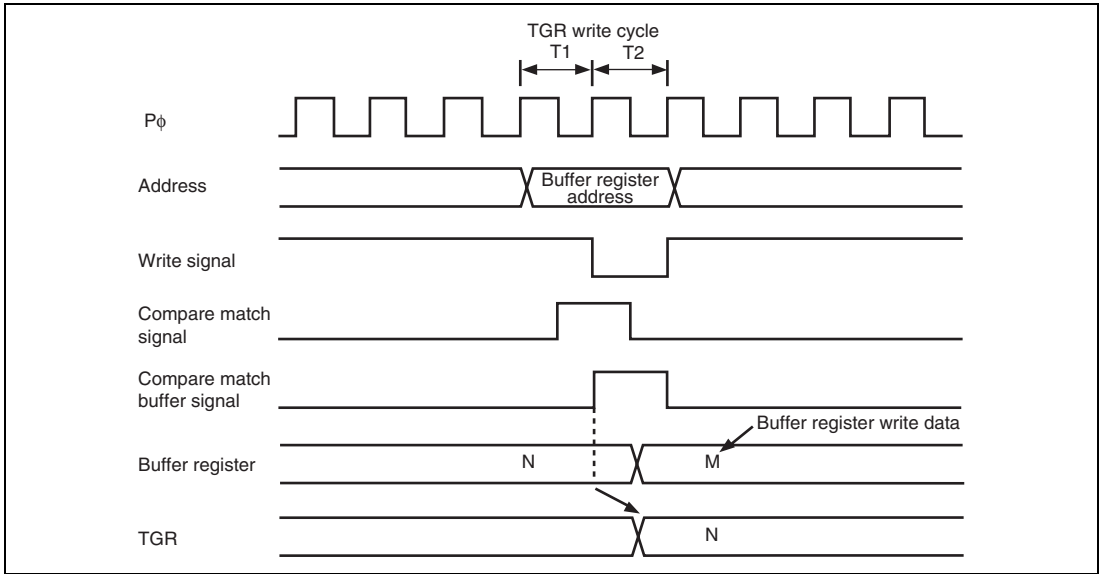 TGR write cycle
T1 T2
Pϕ
Address
Buffer register
address
Write signal
Compare match
signal
Compare match
buffer signal
Buffer register write data
Buffer register
N M
TGR
N